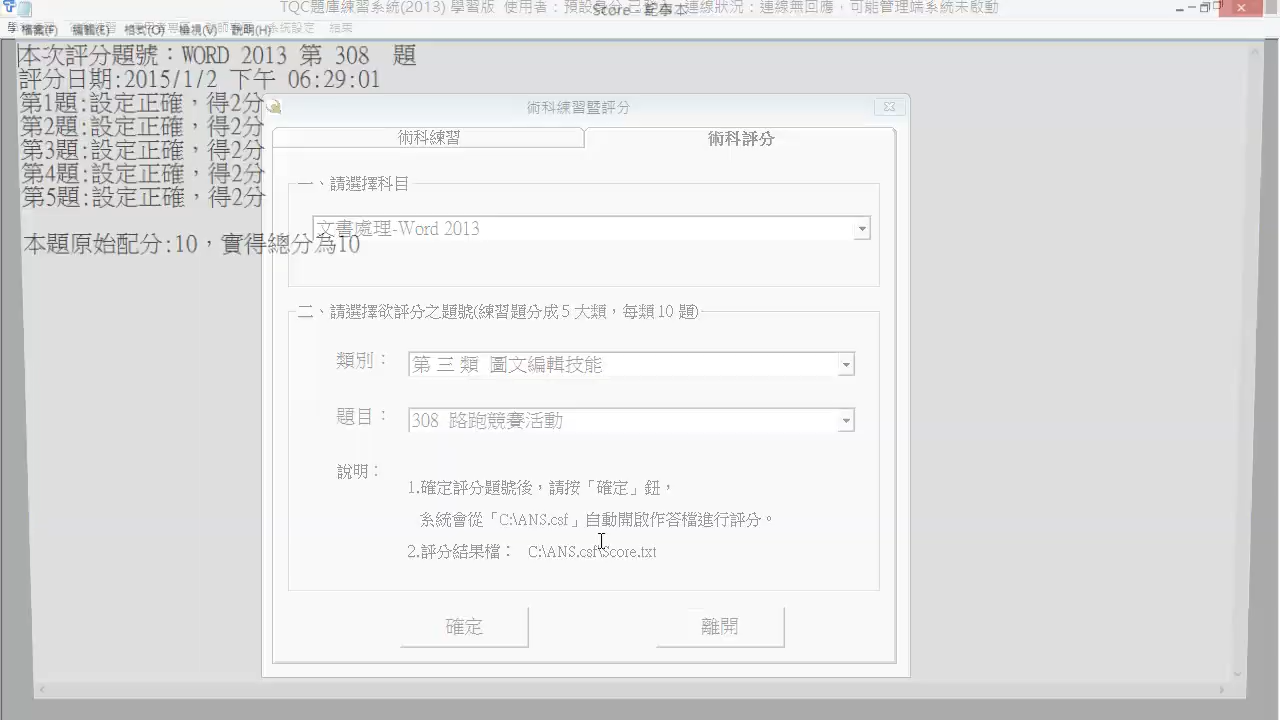 TQC題庫練習系統(2013) 學習版 使用者：預設
連線狀況：連線無回應，可能管理端系統未啟動
Score - 記事本
檔案(F) 編輯(E) 格式(O) 檢視(V) 說明(H)
系統設定 結束
本次評分題號：WORD 2013 第 308 題
評分日期:2015/1/2 下午 06:29:01
第1題:設定正確，得2分
第2題:設定正確，得2分
第3題:設定正確，得2分
第4題:設定正確，得2分
第5題:設定正確，得2分
本題原始配分:10，實得總分為10
術科練習暨評分
術科練習 術科評分
一、請選擇科目
文書處理-Word 2013
二、請選擇欲評分之題號(練習題分成 5 大類，每類 10 題)
類別： 第 三 類 圖文編輯技能
題目： 308 路跑競賽活動
說明：
1.確定評分題號後，請按「確定」鈕，
系統會從「C:\ANS.csf」自動開啟作答檔進行評分。
2.評分結果檔： C:\ANS.csf\Score.txt
確定 離開